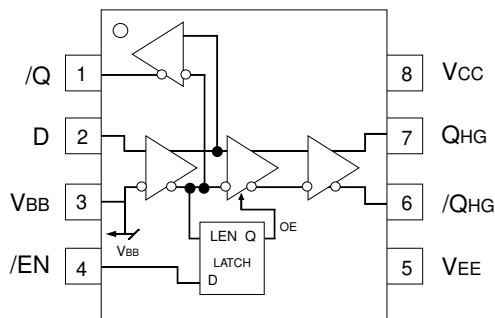 /Q 1
8 VCC
D 2
7 QHG
VBB 3
6 /QHG
VBB
LEN Q
OE
LATCH
D
/EN 4
5 VEE